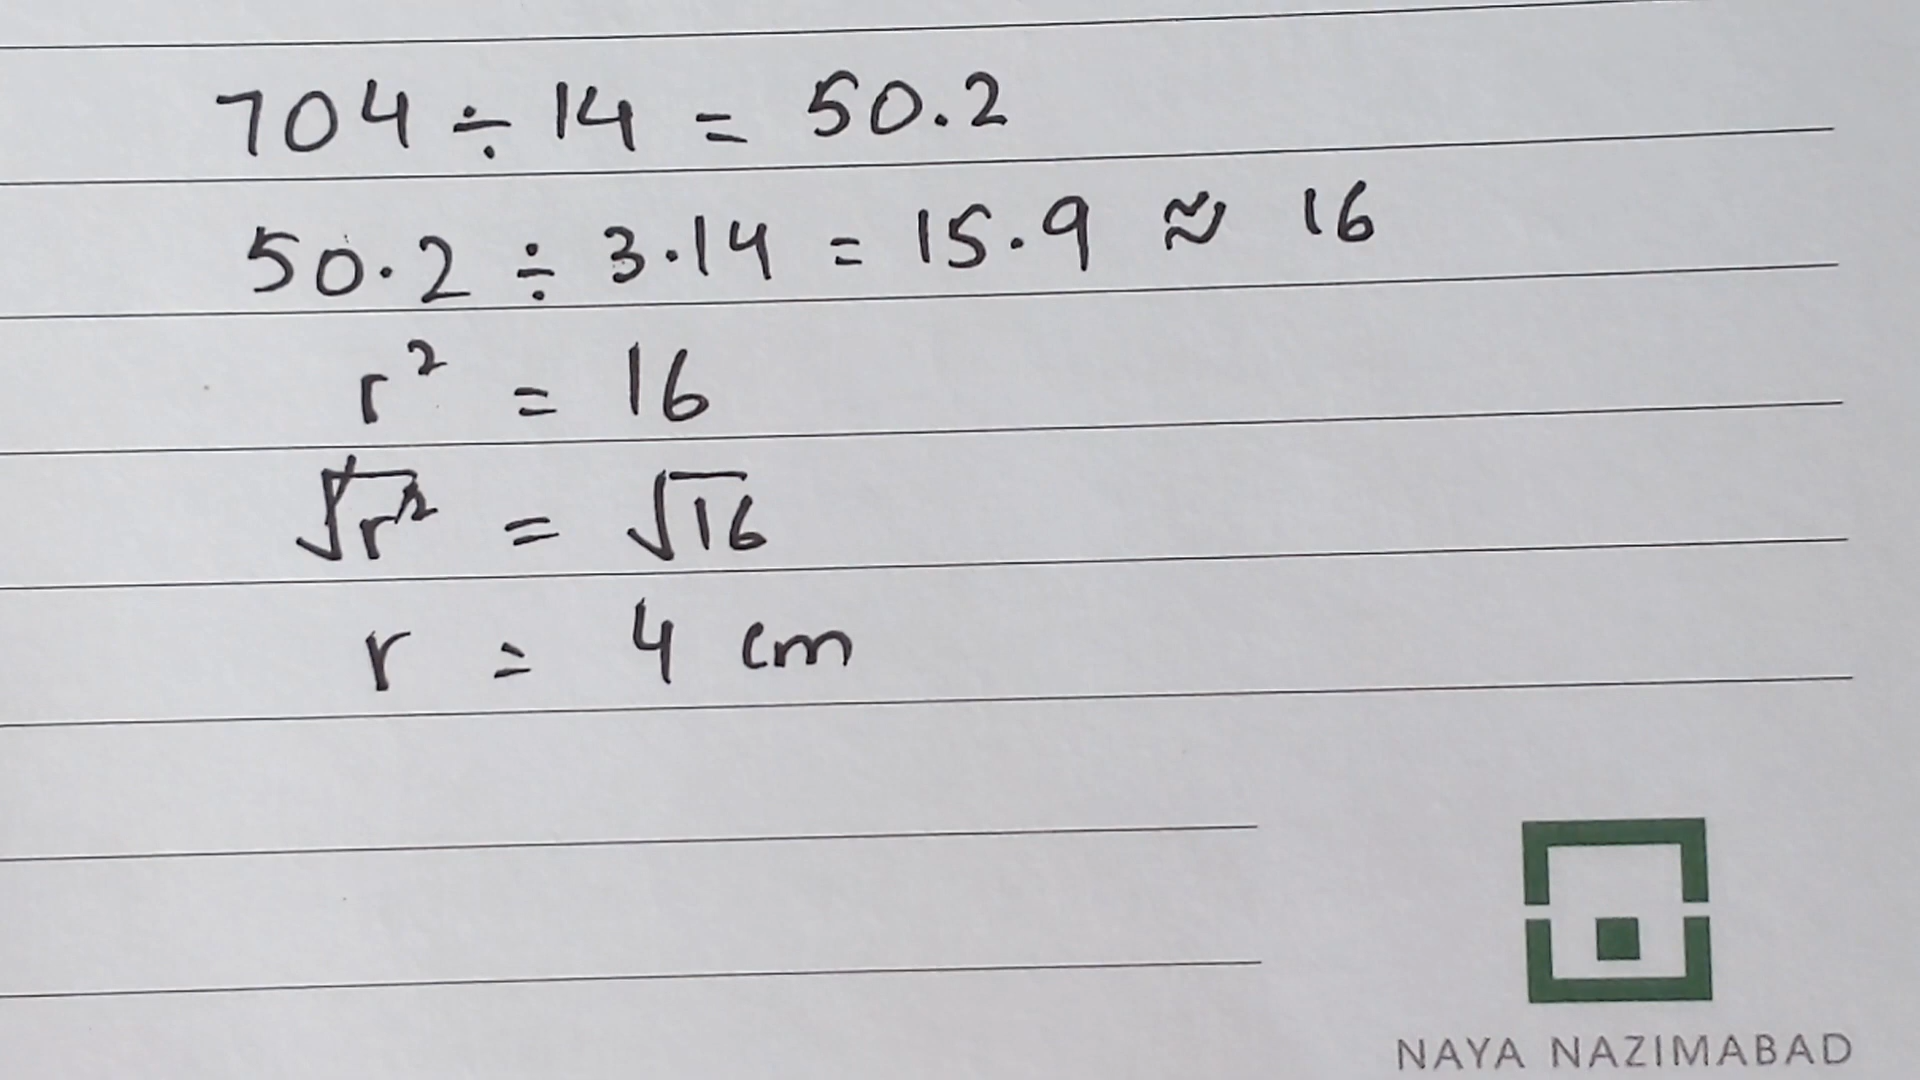 704 ÷ 14 = 50.2
50.2 ÷ 3.14 = 15.9 ≈ 16
r² = 16
√r² = √16
r = 4 cm
NAYA NAZIMABAD